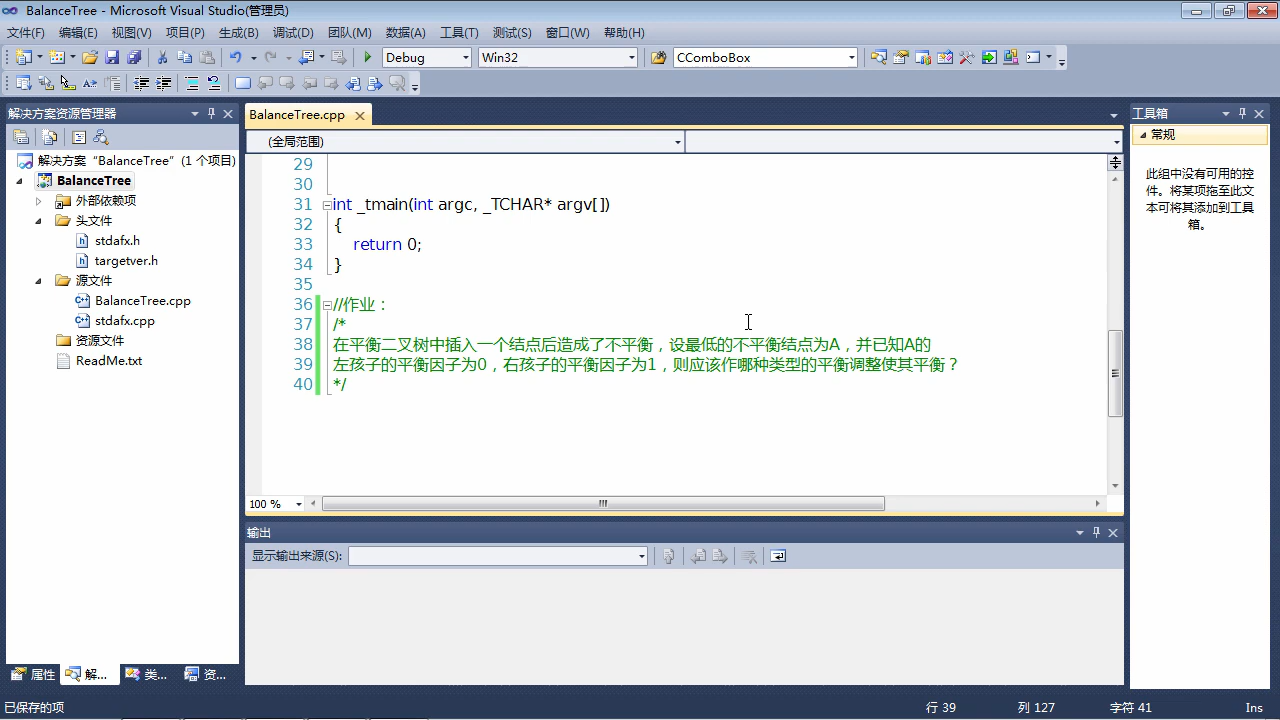 BalanceTree - Microsoft Visual Studio(管理员)
文件(F) 编辑(E) 视图(V) 项目(P) 生成(B) 调试(D) 团队(M) 数据(A) 工具(T) 测试(S) 窗口(W) 帮助(H)
Debug Win32 CComboBox
解决方案资源管理器
解决方案“BalanceTree”(1 个项目)
BalanceTree
外部依赖项
头文件
stdafx.h
targetver.h
源文件
BalanceTree.cpp
stdafx.cpp
资源文件
ReadMe.txt
属性 解... 类... 资...
BalanceTree.cpp
(全局范围)
29
30
31 int _tmain(int argc, _TCHAR* argv[])
32 {
33 return 0;
34 }
35
36 //作业：
37 /*
38 在平衡二叉树中插入一个结点后造成了不平衡，设最低的不平衡结点为A，并已知A的
39 左孩子的平衡因子为0，右孩子的平衡因子为1，则应该作哪种类型的平衡调整使其平衡？
40 */
100 %
输出
显示输出来源(S):
工具箱
常规
此组中没有可用的控
件。将某项拖至此文
本可将其添加到工具
箱。
已保存的项 行 39 列 127 字符 41 Ins